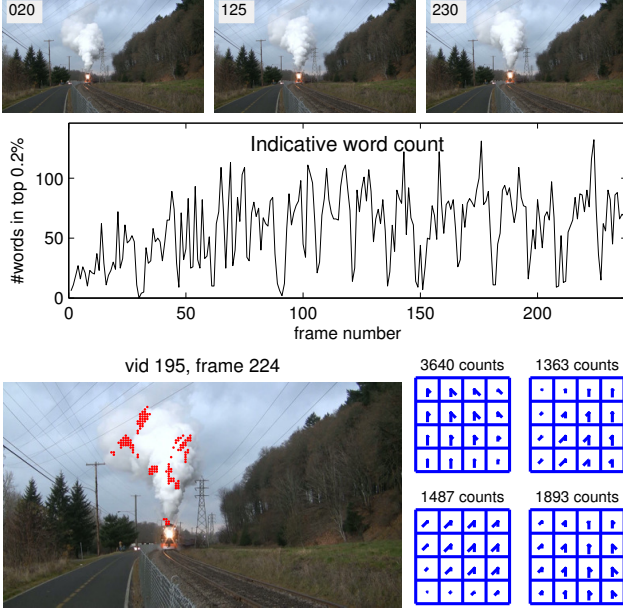 020
125
230
Indicative word count
#words in top 0.2%
100
50
0
0
50
100
150
200
frame number
vid 195, frame 224
3640 counts
1363 counts
1487 counts
1893 counts